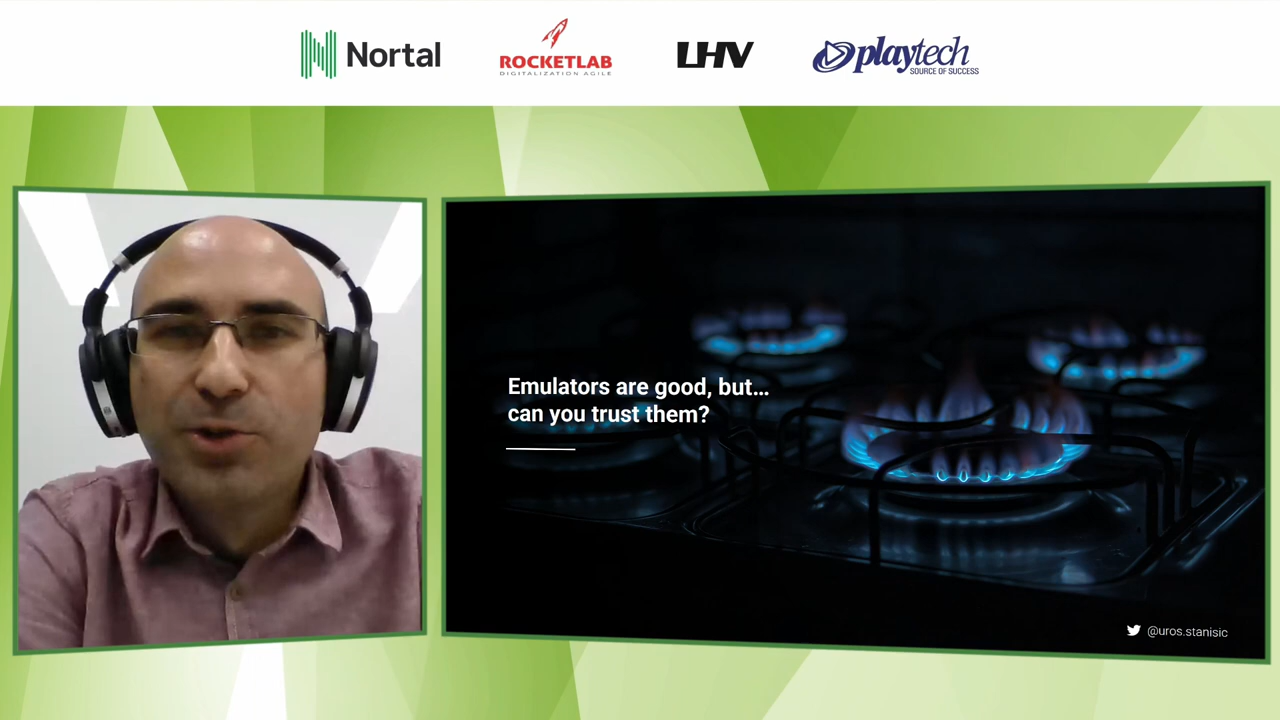 Nortal
ROCKETLAB
DIGITALIZATION AGILE
LHV
playtech
SOURCE OF SUCCESS
Emulators are good, but...
can you trust them?
@uros.stanisic